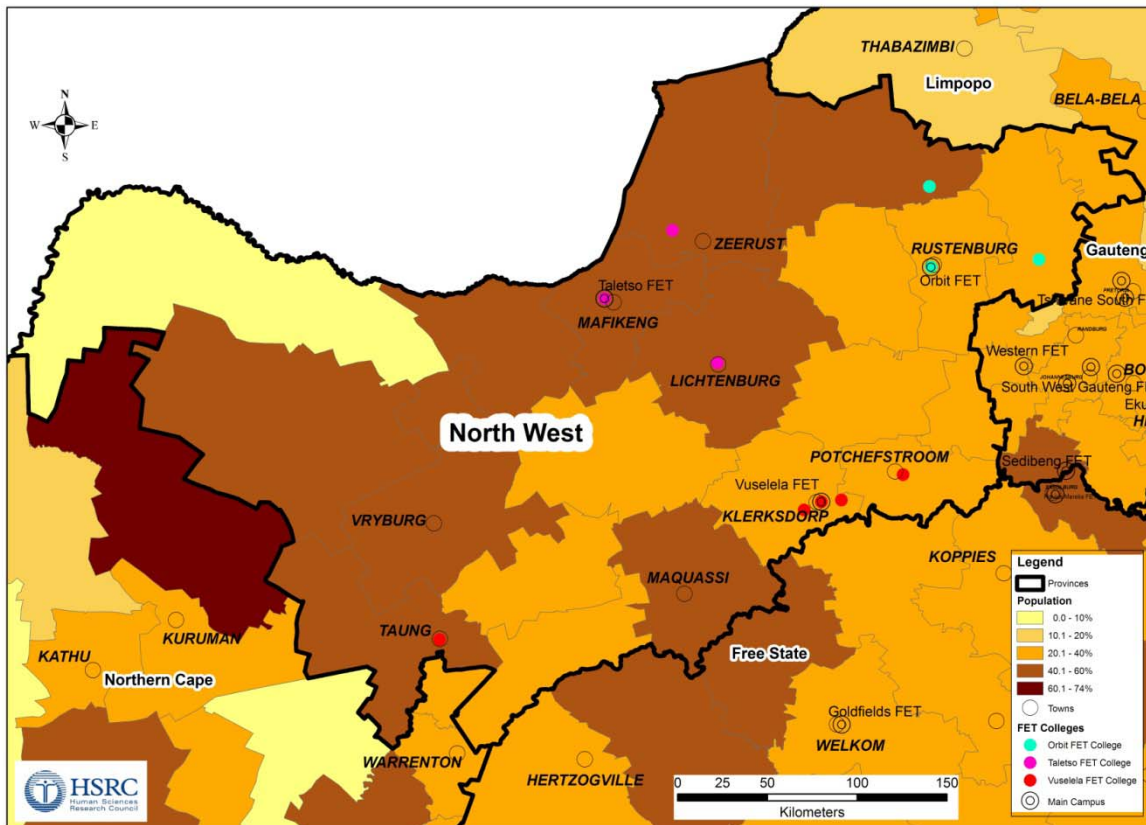 THABAZIMBI
Limpopo
BELA-BELA
N
W E
S
ZEERUST
RUSTENBURG
Gauteng
Taletso FET
Orbit FET
MAFIKENG
RANDBURG
Western FET
LICHTENBURG
South West Gauteng F
BO
Eku
North West
Sedibeng FET
POTCHEFSTROOM
Vuselela FET
KLERKSDORP
VRYBURG
KOPPIES
MAQUASSI
TAUNG
KURUMAN
KATHU
Free State
Northern Cape
Goldfields FET
WELKOM
WARRENTON
HERTZOGVILLE
Legend
Provinces
Population
0.0 - 10%
10.1 - 20%
20.1 - 40%
40.1 - 60%
60.1 - 74%
Towns
FET Colleges
Orbit FET College
Taletso FET College
Vuselela FET College
Main Campus
0 25 50 100 150
Kilometers
HSRC
Human Sciences
Research Council